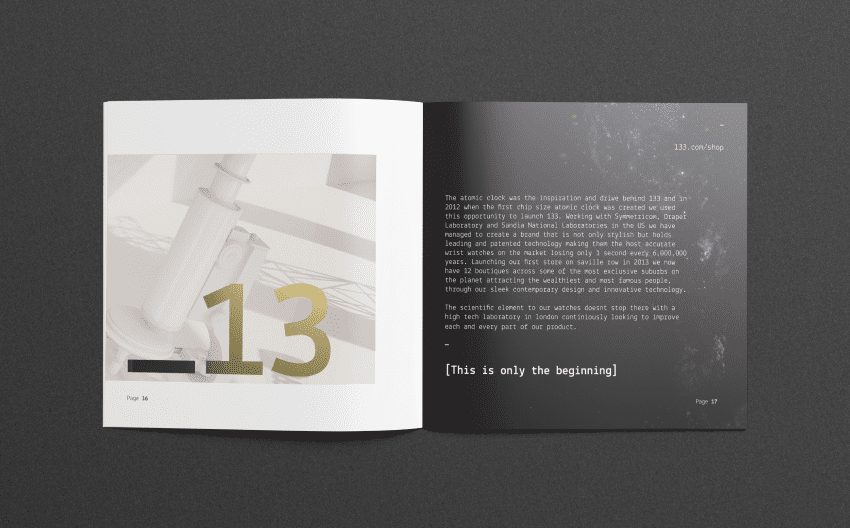 _13
Page 16
—
133.com/shop
The atomic clock was the inspiration and drive behind 133 and in
2012 when the first chip size atomic clock was created we used
this opportunity to launch 133. Working with Symmetricom, Draper
Laboratory and Sandia National Laboratories in the US we have
managed to create a brand that is not only stylish but holds
leading and patented technology making them the most accurate
wrist watches on the market losing only 1 second every 6,000,000
years. Launching our first store on saville row in 2013 we now
have 12 boutiques across some of the most exclusive suburbs on
the planet attracting the wealthiest and most famous people,
through our sleek contemporary design and innovative technology.
The scientific element to our watches doesnt stop there with a
high tech laboratory in london continiously looking to improve
each and every part of our product.
—
[This is only the beginning]
Page 17